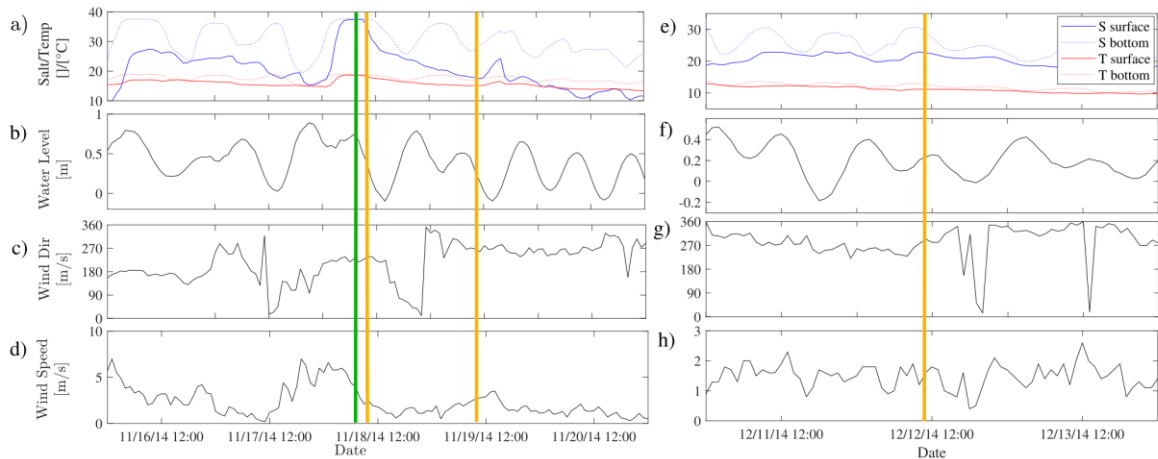 a)
Salt/Temp
[]/[°C]
40
30
20
10
b)
Water Level
[m]
1
0.5
0
c)
Wind Dir
[m/s]
360
270
180
90
0
d)
Wind Speed
[m/s]
10
5
0
11/16/14 12:00
11/17/14 12:00
11/18/14 12:00
11/19/14 12:00
11/20/14 12:00
Date
e)
40
30
20
10
S surface
S bottom
T surface
T bottom
f)
0.4
0.2
0
-0.2
g)
360
270
180
90
0
h)
3
2
1
0
12/11/14 12:00
12/12/14 12:00
12/13/14 12:00
Date